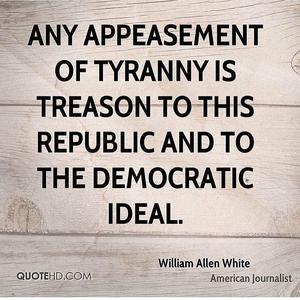 ANY APPEASEMENT
OF TYRANNY IS
TREASON TO THIS
REPUBLIC AND TO
THE DEMOCRATIC
IDEAL.
William Allen White
QUOTEHD.COM American Journalist